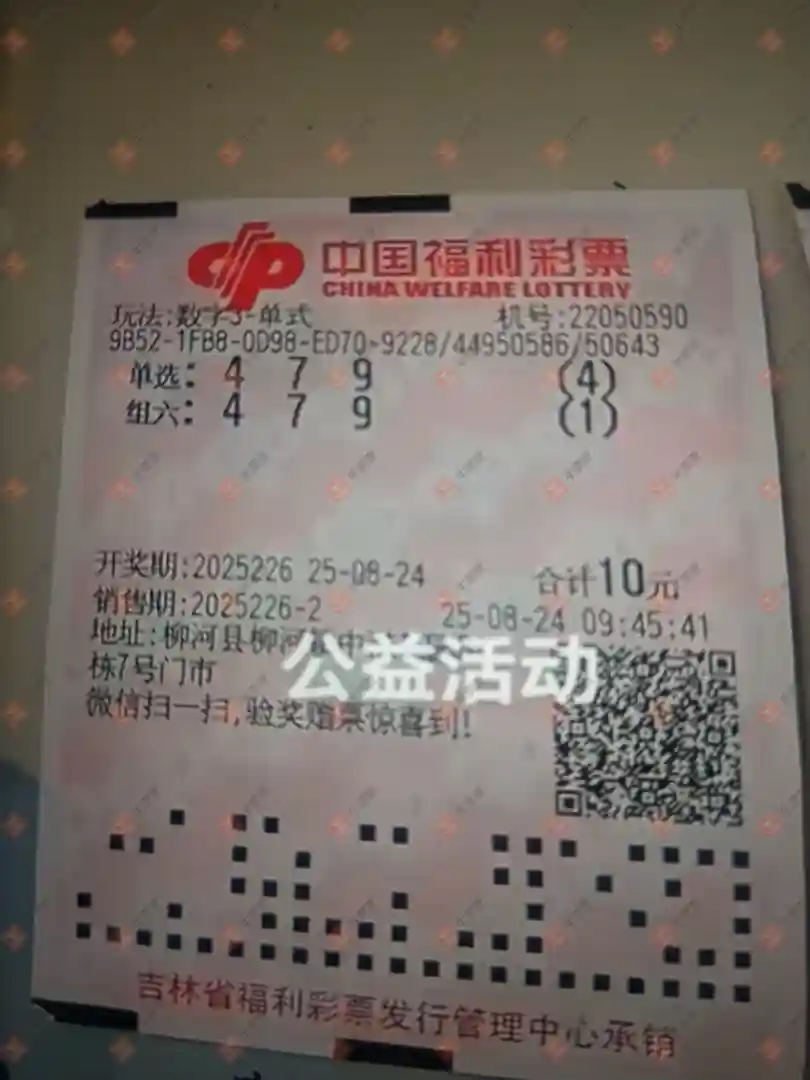 中国福利彩票
CHINA WELFARE LOTTERY
玩法:数字3-单式 机号:22050590
9B52-1FB8-0D98-ED70-9228/44950586/50643
单选: 4 7 9 (4)
组六: 4 7 9 (1)
开奖期:2025226 25-08-24 合计10元
销售期:2025226-2 25-08-24 09:45:41
地址:柳河县柳河
栋7号门市
公益活动
微信扫一扫,验奖赠票惊喜到!
吉林省福利彩票发行管理中心承销